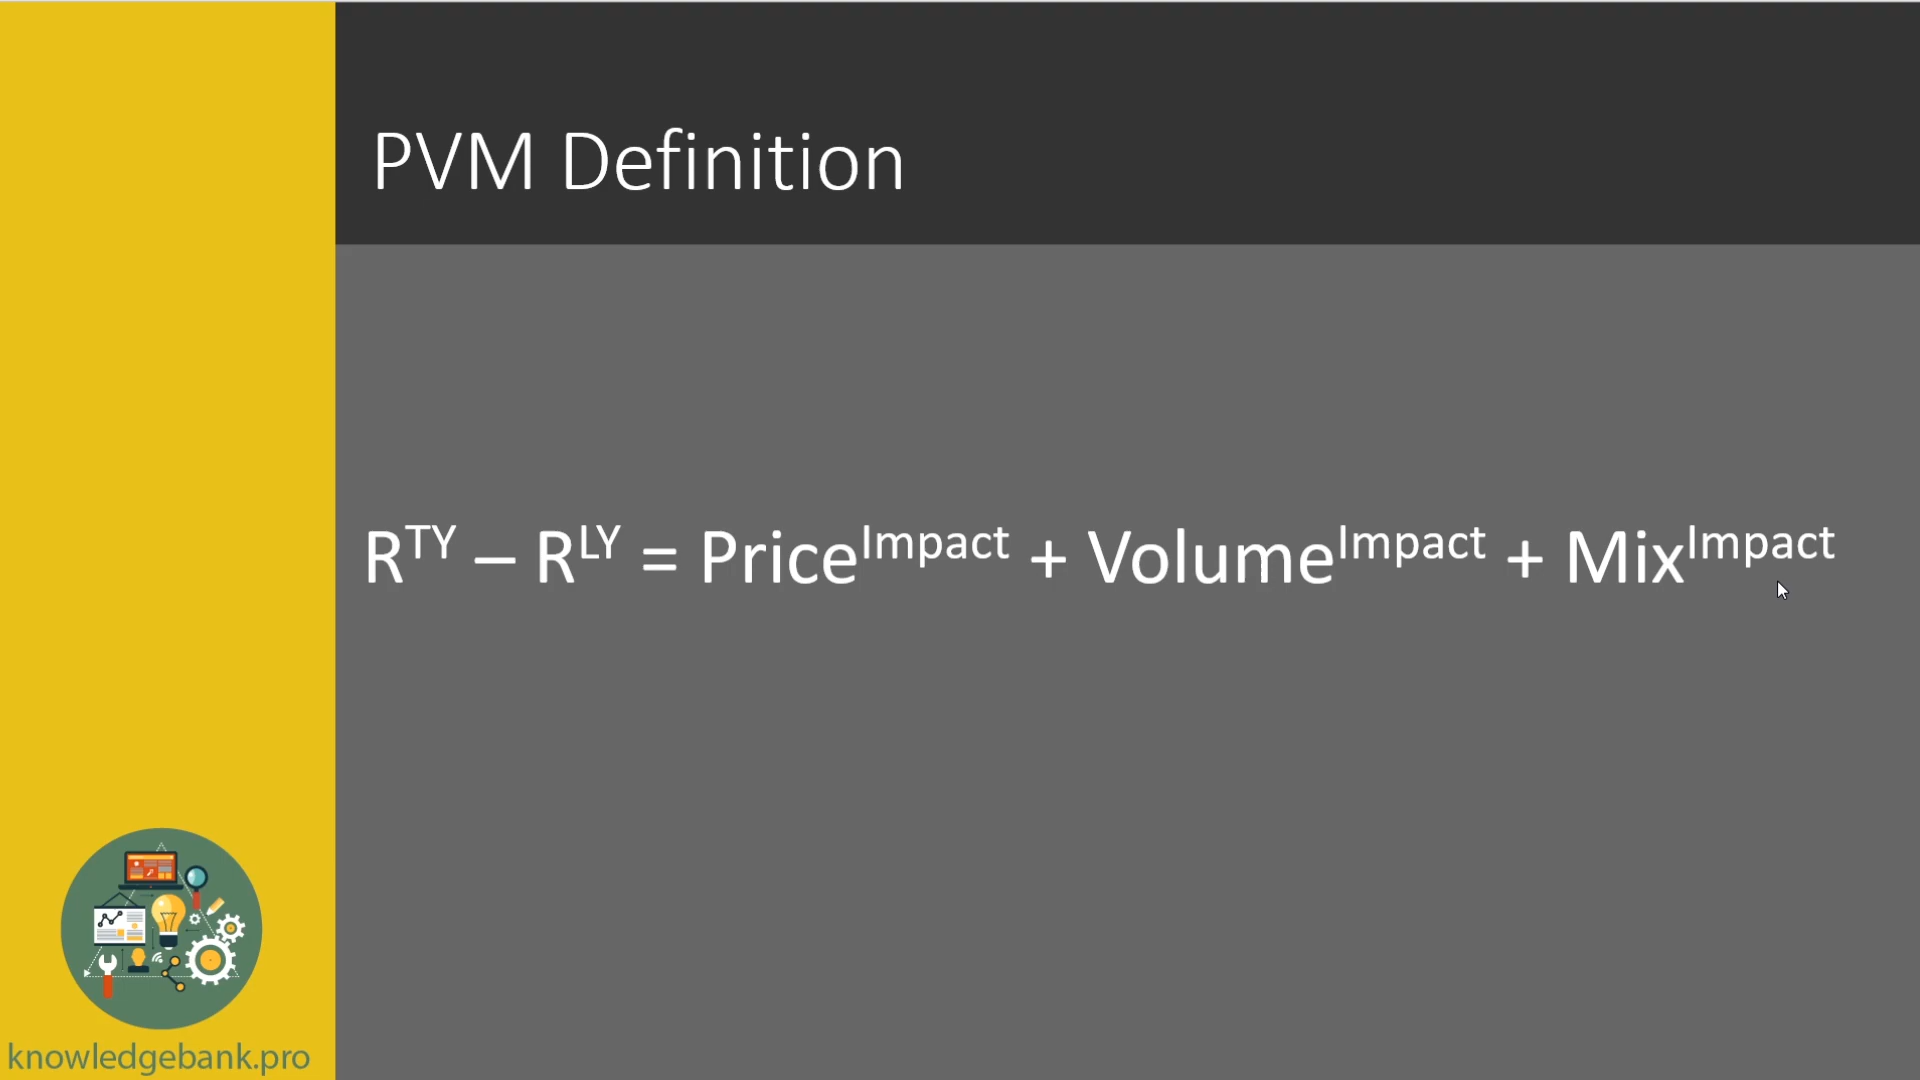 PVM Definition
R^TY – R^LY = Price^Impact + Volume^Impact + Mix^Impact
knowledgebank.pro